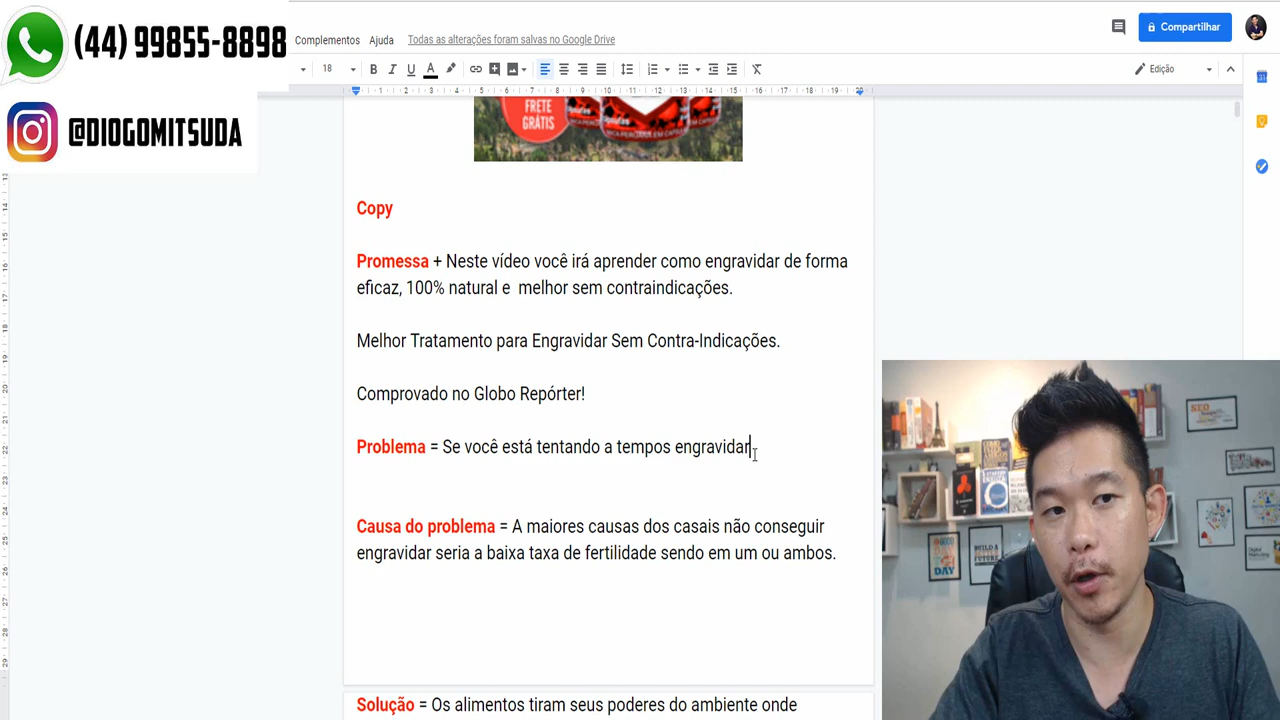 (44) 99855-8898
@DIOGOMITSUDA
Complementos Ajuda Todas as alterações foram salvas no Google Drive
Compartilhar
18
Edição
FRETE
GRÁTIS
Copy
Promessa + Neste vídeo você irá aprender como engravidar de forma
eficaz, 100% natural e melhor sem contraindicações.
Melhor Tratamento para Engravidar Sem Contra-Indicações.
Comprovado no Globo Repórter!
Problema = Se você está tentando a tempos engravidar
Causa do problema = A maiores causas dos casais não conseguir
engravidar seria a baixa taxa de fertilidade sendo em um ou ambos.
Solução = Os alimentos tiram seus poderes do ambiente onde